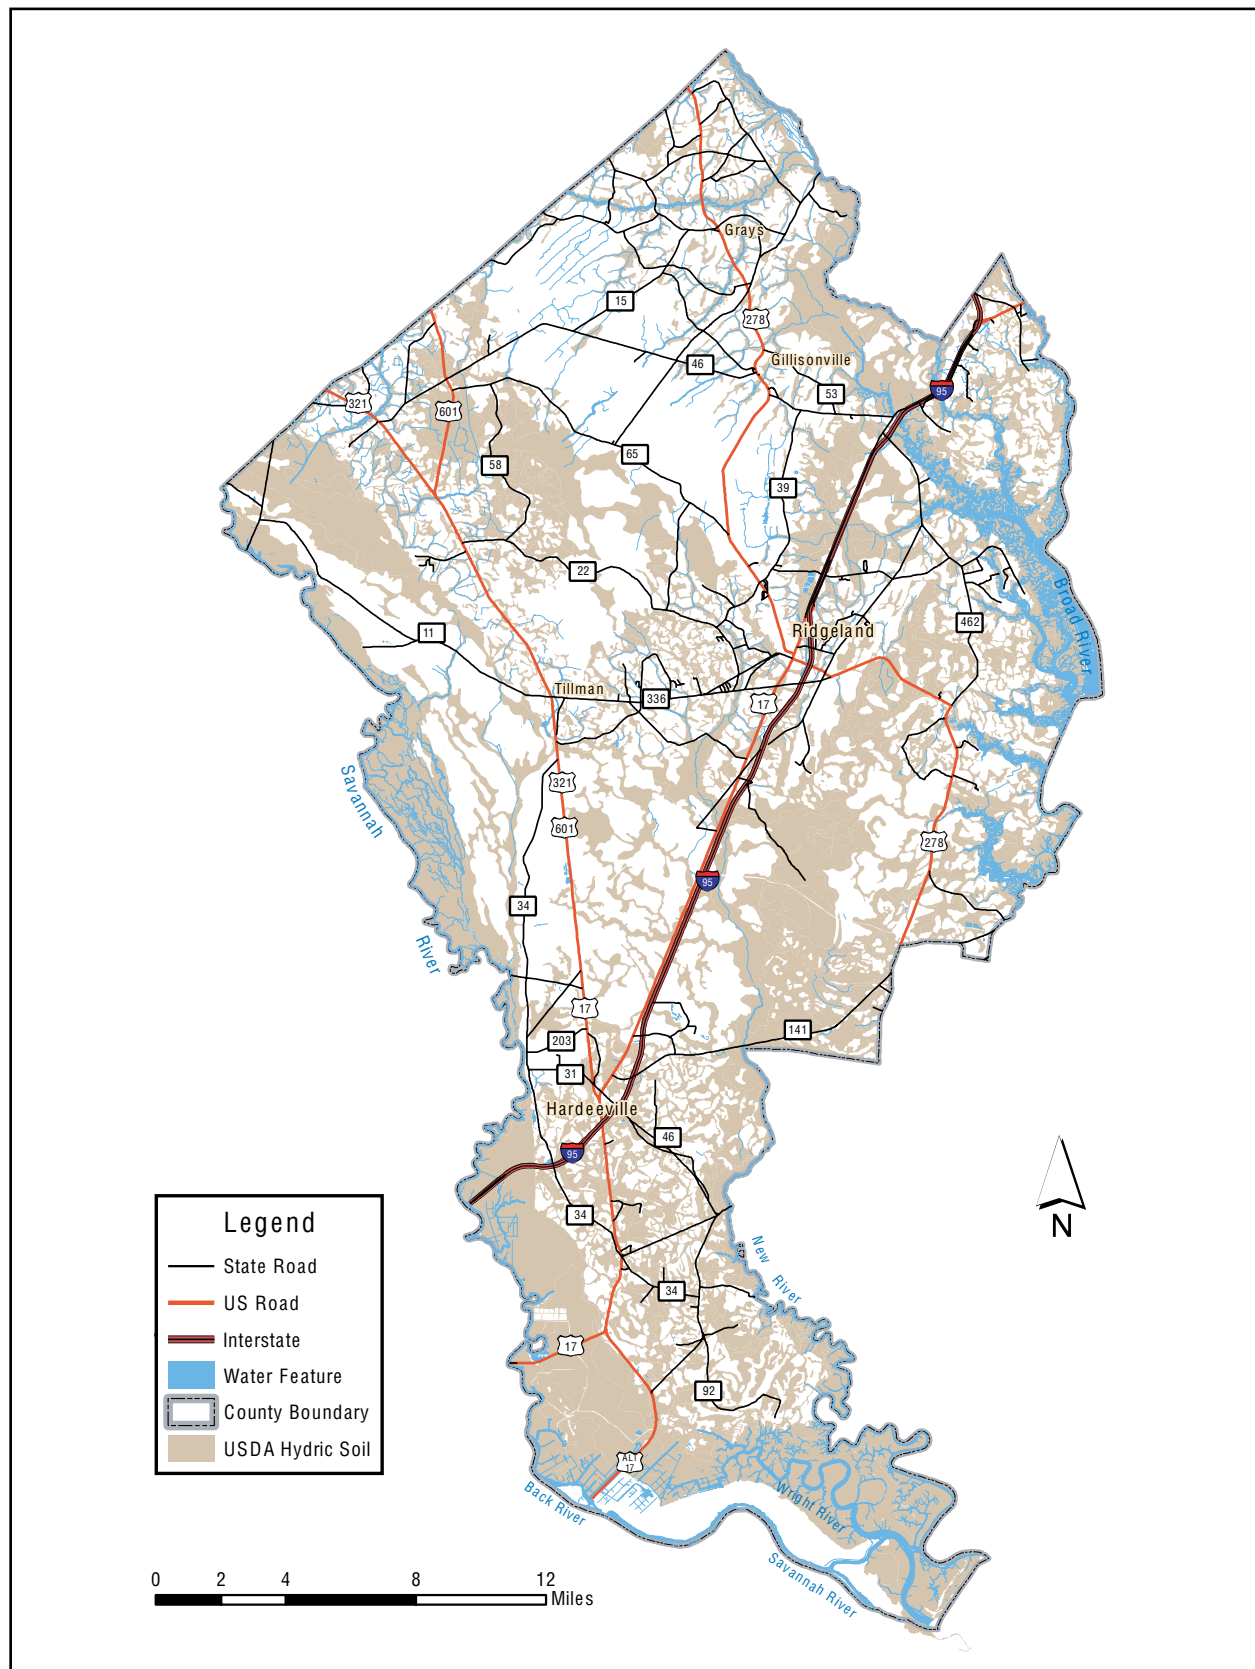 Grays
15
278
46
Gillisonville
53
95
321
601
58
65
39
22
Broad River
11
462
Ridgeland
Tillman
336
17
Savannah
River
321
601
278
95
34
17
203
141
31
Hardeeville
46
95
34
New River
34
17
92
ALT
17
Back River
Wright River
Savannah River
N
Legend
State Road
US Road
Interstate
Water Feature
County Boundary
USDA Hydric Soil
0 2 4 8 12
Miles